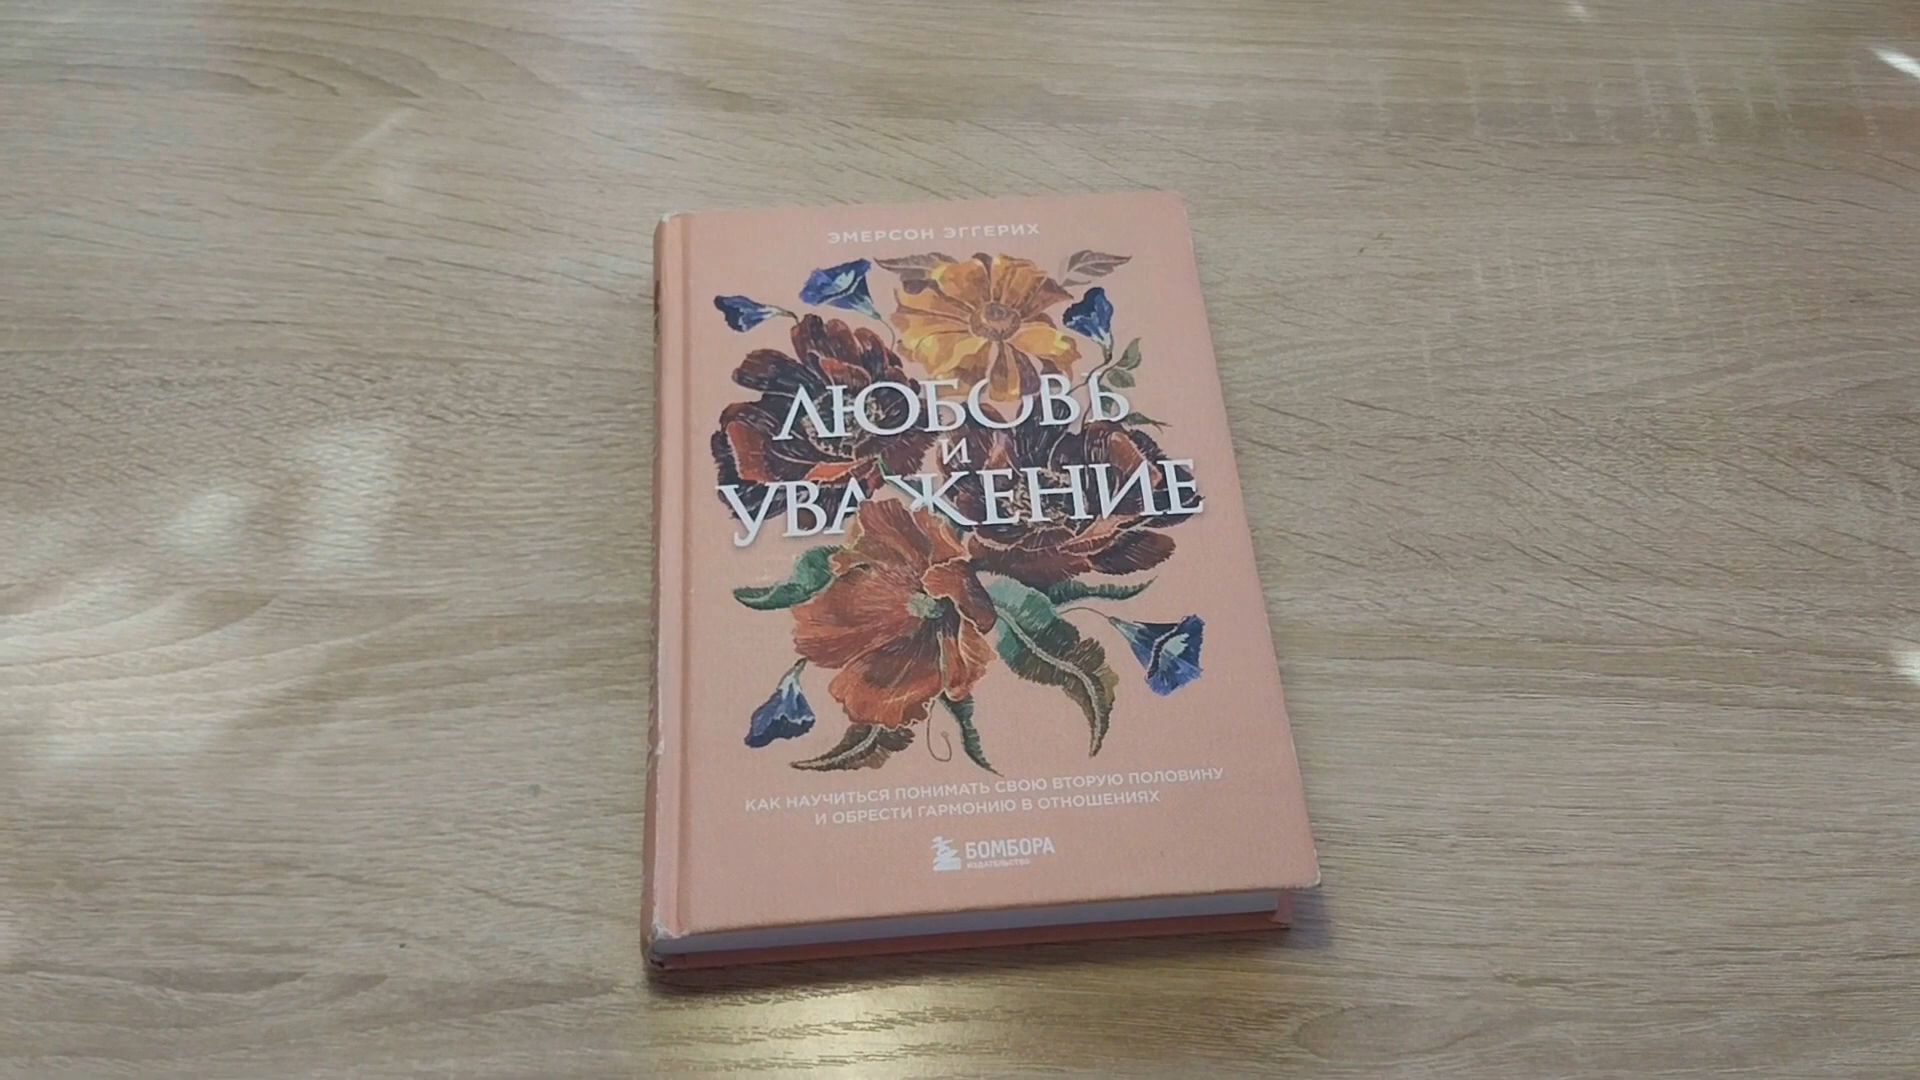 ЭМЕРСОН ЭГГЕРИХ
ЛЮБОВЬ
И
УВАЖЕНИЕ
КАК НАУЧИТЬСЯ ПОНИМАТЬ СВОЮ ВТОРУЮ ПОЛОВИНУ
И ОБРЕСТИ ГАРМОНИЮ В ОТНОШЕНИЯХ
БОМБОРА
ИЗДАТЕЛЬСТВО